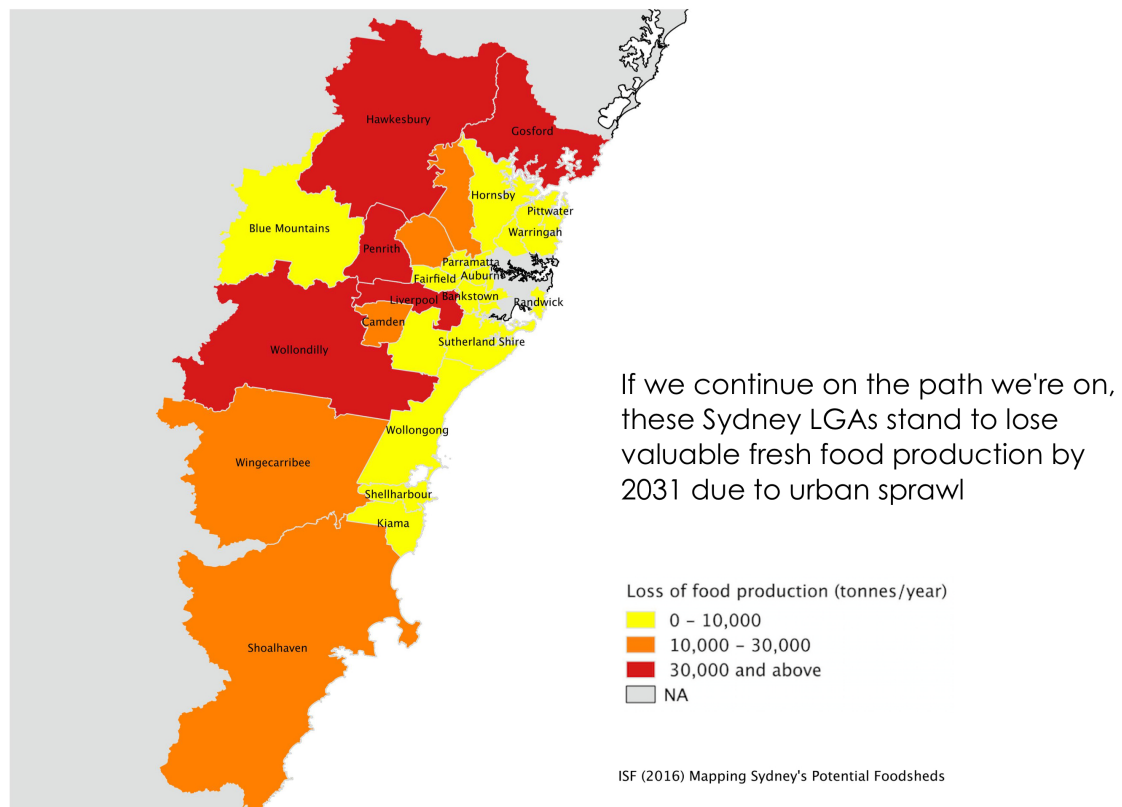 Hawkesbury
Gosford
Hornsby
Pittwater
Blue Mountains
Warringah
Penrith
Parramatta
Fairfield
Auburn
Liverpool
Bankstown
Randwick
Camden
Sutherland Shire
Wollondilly
If we continue on the path we're on,
these Sydney LGAs stand to lose
valuable fresh food production by
2031 due to urban sprawl
Wollongong
Wingecarribee
Shellharbour
Kiama
Shoalhaven
Loss of food production (tonnes/year)
0 – 10,000
10,000 – 30,000
30,000 and above
NA
ISF (2016) Mapping Sydney's Potential Foodsheds